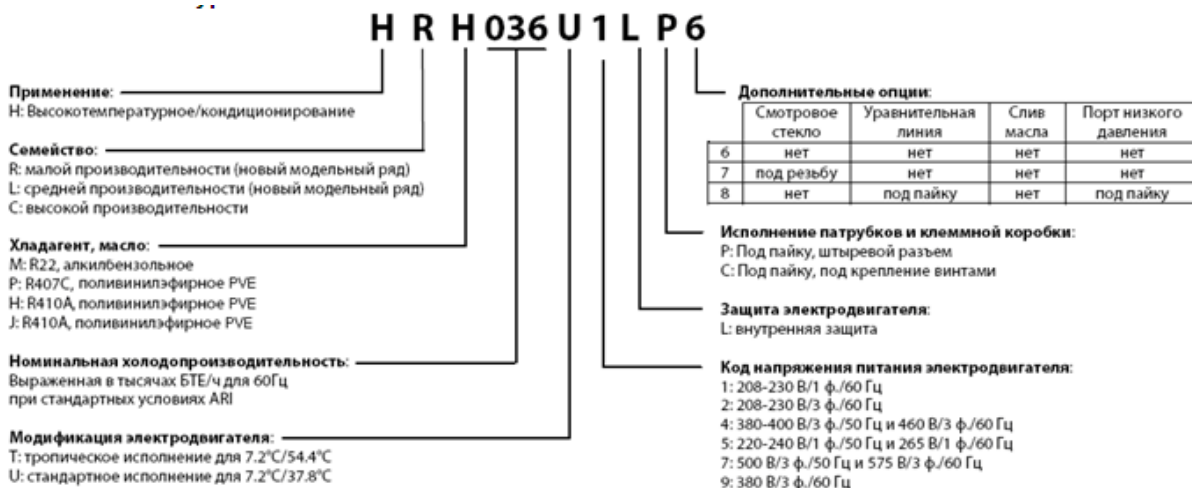 H R H 036 U 1 L P 6
Применение:
H: Высокотемпературное/кондиционирование
Семейство:
R: малой производительности (новый модельный ряд)
L: средней производительности (новый модельный ряд)
C: высокой производительности
Хладагент, масло:
M: R22, алкилбензольное
P: R407C, поливинилэфирное PVE
H: R410A, поливинилэфирное PVE
J: R410A, поливинилэфирное PVE
Номинальная холодопроизводительность:
Выраженная в тысячах БТЕ/ч для 60Гц
при стандартных условиях ARI
Модификация электродвигателя:
T: тропическое исполнение для 7.2°C/54.4°C
U: стандартное исполнение для 7.2°C/37.8°C
Дополнительные опции:
Смотровое стекло Уравнительная линия Слив масла Порт низкого давления
6 нет нет нет нет
7 под резьбу нет нет нет
8 нет под пайку нет под пайку
Исполнение патрубков и клеммной коробки:
P: Под пайку, штыревой разъем
C: Под пайку, под крепление винтами
Защита электродвигателя:
L: внутренняя защита
Код напряжения питания электродвигателя:
1: 208-230 В/1 ф./60 Гц
2: 208-230 В/3 ф./60 Гц
4: 380-400 В/3 ф./50 Гц и 460 В/3 ф./60 Гц
5: 220-240 В/1 ф./50 Гц и 265 В/1 ф./60 Гц
7: 500 В/3 ф./50 Гц и 575 В/3 ф./60 Гц
9: 380 В/3 ф./60 Гц